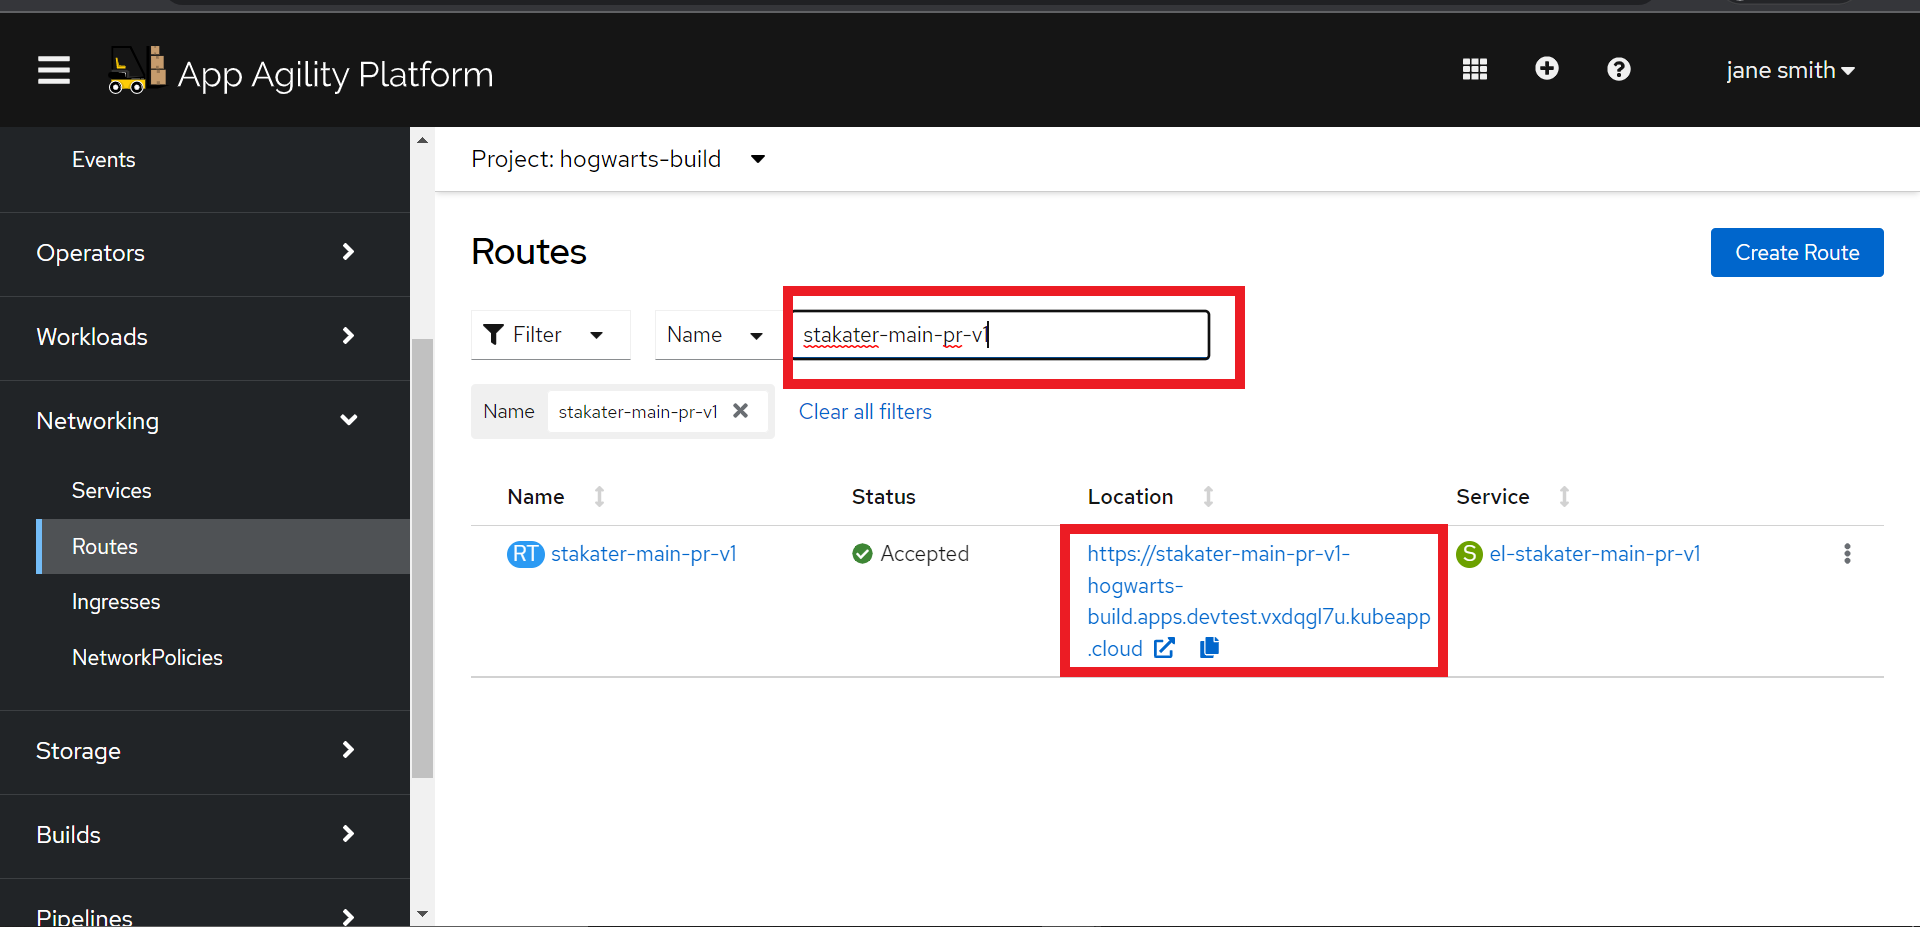 App Agility Platform
jane smith
Events
Operators
Workloads
Networking
Services
Routes
Ingresses
NetworkPolicies
Storage
Builds
Pipelines
Project: hogwarts-build
Routes
Create Route
Filter
Name
stakater-main-pr-v1
Name stakater-main-pr-v1
Clear all filters
Name Status Location Service
RT stakater-main-pr-v1
Accepted
https://stakater-main-pr-v1-
hogwarts-
build.apps.devtest.vxdqgl7u.kubeapp
.cloud
S el-stakater-main-pr-v1